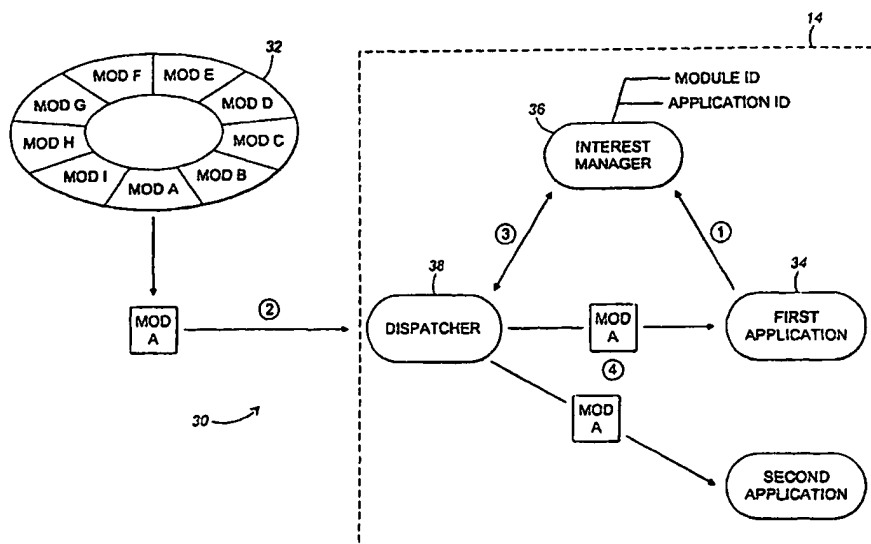 14
32
MOD F
MOD E
MOD G
MOD D
MOD H
MOD C
MOD I
MOD A
MOD B
MODULE ID
APPLICATION ID
36
INTEREST
MANAGER
3
1
38
34
MOD
A
2
DISPATCHER
MOD
A
FIRST
APPLICATION
4
MOD
A
30
SECOND
APPLICATION